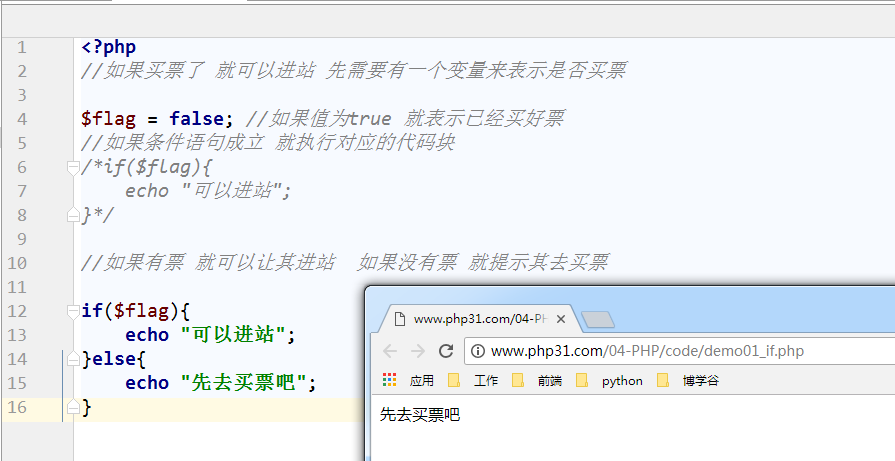 1 <?php
2 //如果买票了 就可以进站 先需要有一个变量来表示是否买票
3
4 $flag = false; //如果值为true 就表示已经买好票
5 //如果条件语句成立 就执行对应的代码块
6 /*if($flag){
7 echo "可以进站";
8 }*/
9
10 //如果有票 就可以让其进站 如果没有票 就提示其去买票
11
12 if($flag){
13 echo "可以进站";
14 }else{
15 echo "先去买票吧";
16 }
www.php31.com/04-PH
www.php31.com/04-PHP/code/demo01_if.php
应用 工作 前端 python 博学谷
先去买票吧